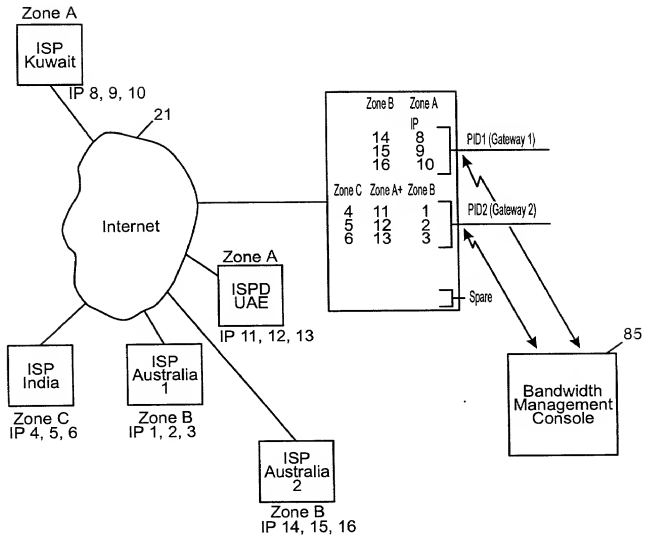 Zone A
ISP
Kuwait
IP 8, 9, 10
21
Internet
Zone B Zone A
IP
14 8
15 9
16 10
PID1 (Gateway 1)
Zone C Zone A+ Zone B
4 11 1
5 12 2
6 13 3
PID2 (Gateway 2)
Spare
Zone A
ISPD
UAE
IP 11, 12, 13
ISP
India
Zone C
IP 4, 5, 6
ISP
Australia
1
Zone B
IP 1, 2, 3
ISP
Australia
2
Zone B
IP 14, 15, 16
85
Bandwidth
Management
Console